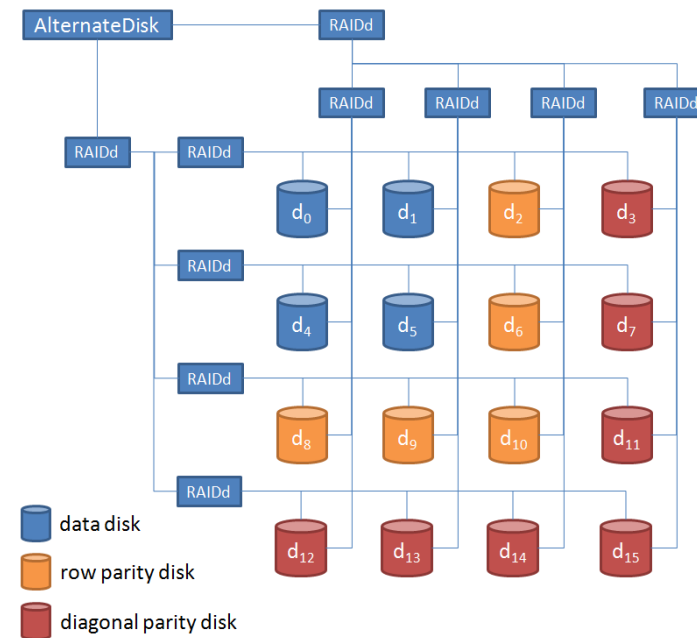 AlternateDisk RAIDd
RAIDd RAIDd RAIDd RAIDd
RAIDd RAIDd
d0 d1 d2 d3
RAIDd
d4 d5 d6 d7
RAIDd
d8 d9 d10 d11
RAIDd
d12 d13 d14 d15
data disk
row parity disk
diagonal parity disk